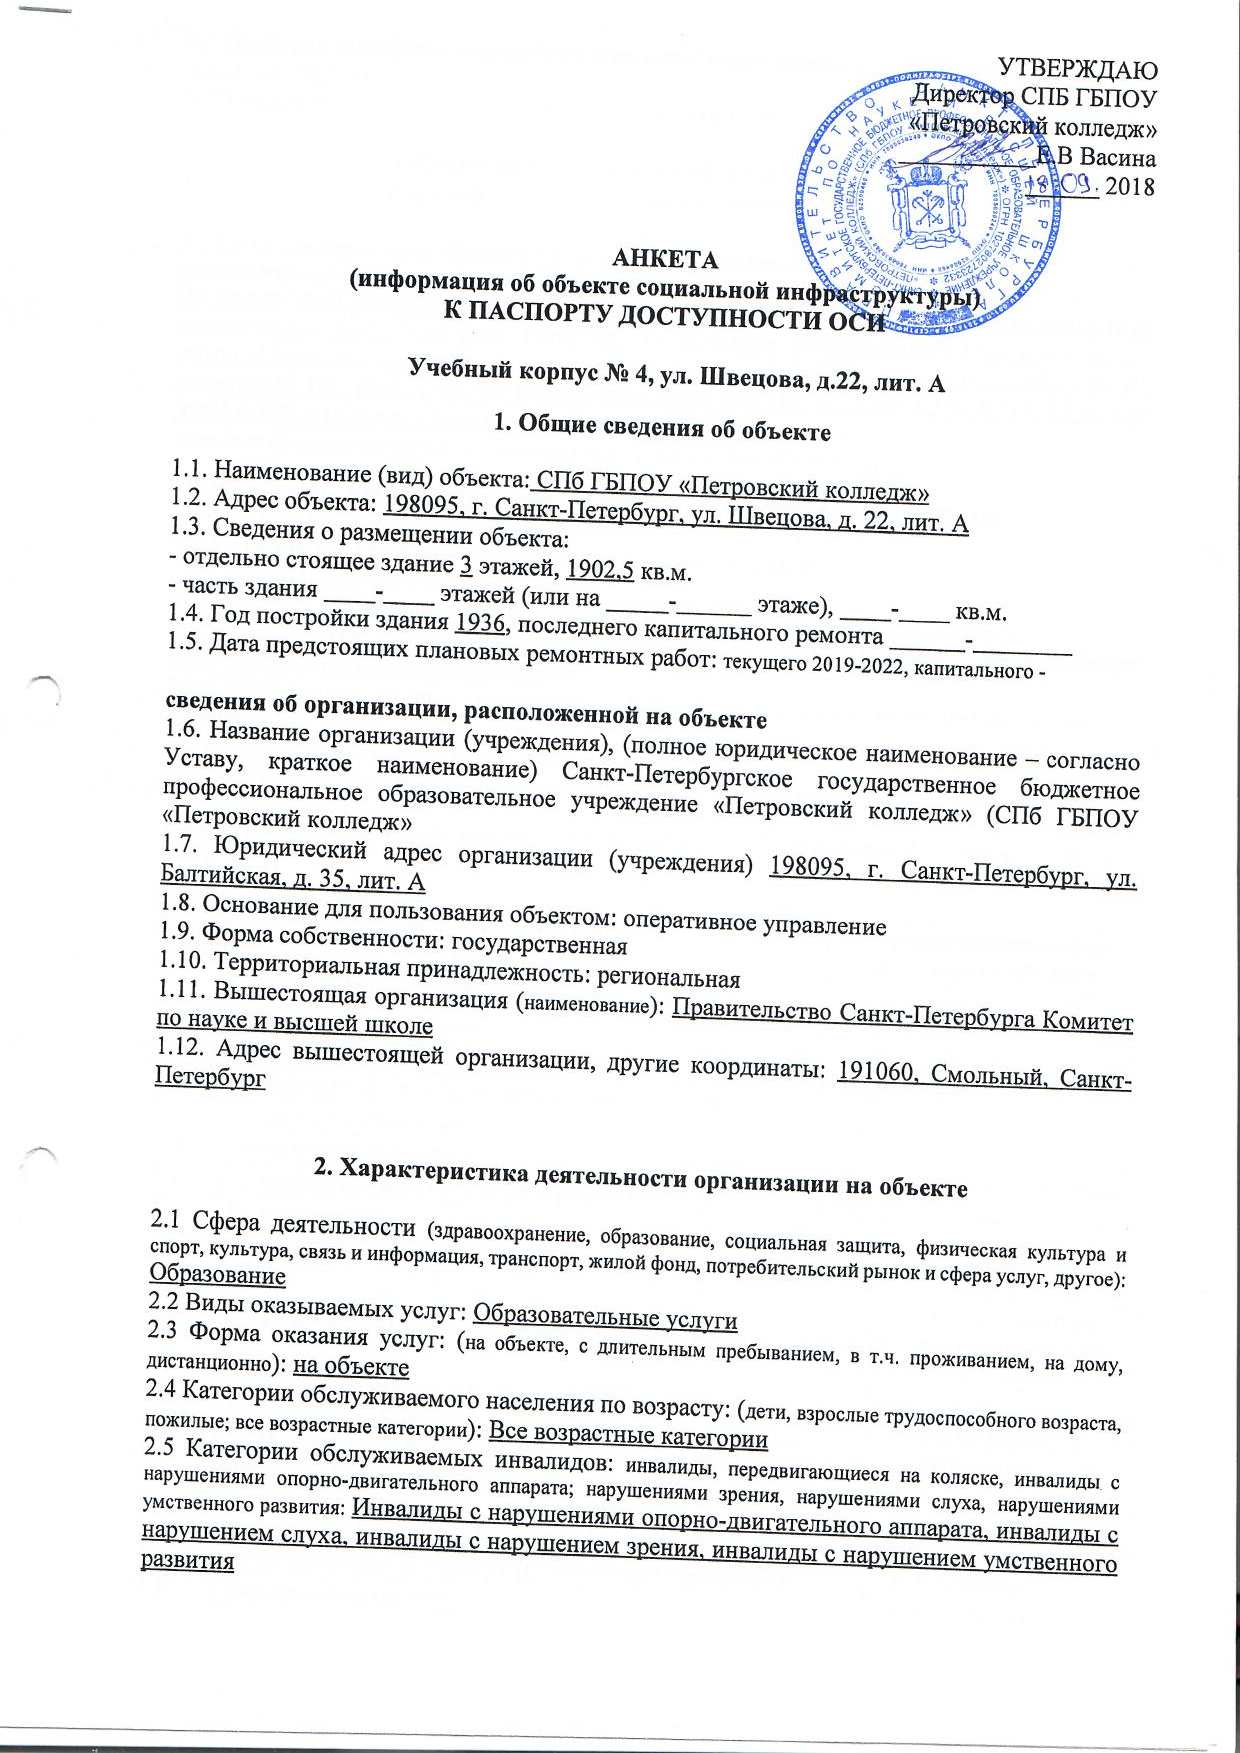 УТВЕРЖДАЮ
Директор СПБ ГБПОУ
«Петровский колледж»
Е.В Васина
18.09. 2018
АНКЕТА
(информация об объекте социальной инфраструктуры)
К ПАСПОРТУ ДОСТУПНОСТИ ОСИ
Учебный корпус № 4, ул. Швецова, д.22, лит. А
1. Общие сведения об объекте
1.1. Наименование (вид) объекта: СПб ГБПОУ «Петровский колледж»
1.2. Адрес объекта: 198095, г. Санкт-Петербург, ул. Швецова, д. 22, лит. А
1.3. Сведения о размещении объекта:
- отдельно стоящее здание 3 этажей, 1902,5 кв.м.
- часть здания ____-____ этажей (или на _____-______ этаже), ____-____ кв.м.
1.4. Год постройки здания 1936, последнего капитального ремонта ______-________
1.5. Дата предстоящих плановых ремонтных работ: текущего 2019-2022, капитального -
сведения об организации, расположенной на объекте
1.6. Название организации (учреждения), (полное юридическое наименование – согласно
Уставу, краткое наименование) Санкт-Петербургское государственное бюджетное
профессиональное образовательное учреждение «Петровский колледж» (СПб ГБПОУ
«Петровский колледж»
1.7. Юридический адрес организации (учреждения) 198095, г. Санкт-Петербург, ул.
Балтийская, д. 35, лит. А
1.8. Основание для пользования объектом: оперативное управление
1.9. Форма собственности: государственная
1.10. Территориальная принадлежность: региональная
1.11. Вышестоящая организация (наименование): Правительство Санкт-Петербурга Комитет
по науке и высшей школе
1.12. Адрес вышестоящей организации, другие координаты: 191060, Смольный, Санкт-
Петербург
2. Характеристика деятельности организации на объекте
2.1 Сфера деятельности (здравоохранение, образование, социальная защита, физическая культура и
спорт, культура, связь и информация, транспорт, жилой фонд, потребительский рынок и сфера услуг, другое):
Образование
2.2 Виды оказываемых услуг: Образовательные услуги
2.3 Форма оказания услуг: (на объекте, с длительным пребыванием, в т.ч. проживанием, на дому,
дистанционно): на объекте
2.4 Категории обслуживаемого населения по возрасту: (дети, взрослые трудоспособного возраста,
пожилые; все возрастные категории): Все возрастные категории
2.5 Категории обслуживаемых инвалидов: инвалиды, передвигающиеся на коляске, инвалиды с
нарушениями опорно-двигательного аппарата; нарушениями зрения, нарушениями слуха, нарушениями
умственного развития: Инвалиды с нарушениями опорно-двигательного аппарата, инвалиды с
нарушением слуха, инвалиды с нарушением зрения, инвалиды с нарушением умственного
развития